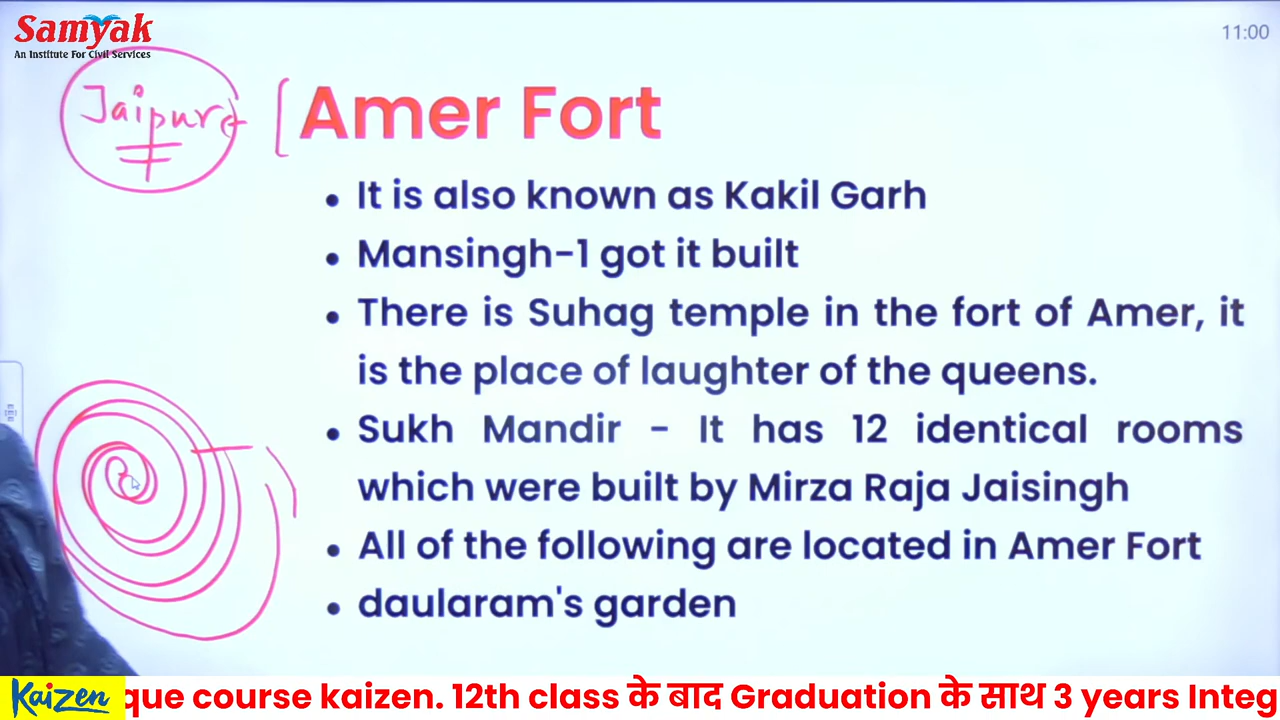 Samyak
An Institute For Civil Services
11:00
Jaipur
Amer Fort
• It is also known as Kakil Garh
• Mansingh-1 got it built
• There is Suhag temple in the fort of Amer, it
is the place of laughter of the queens.
• Sukh Mandir - It has 12 identical rooms
which were built by Mirza Raja Jaisingh
• All of the following are located in Amer Fort
• daularam's garden
Kaizen
que course kaizen. 12th class के बाद Graduation के साथ 3 years Integ